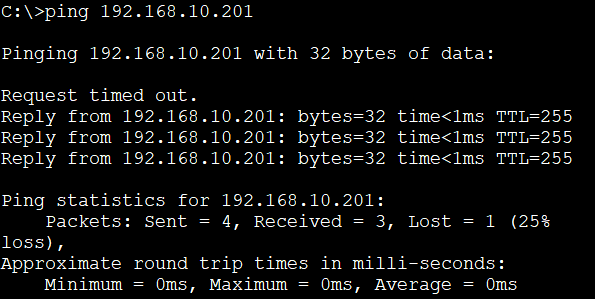 C:\>ping 192.168.10.201
Pinging 192.168.10.201 with 32 bytes of data:
Request timed out.
Reply from 192.168.10.201: bytes=32 time<1ms TTL=255
Reply from 192.168.10.201: bytes=32 time<1ms TTL=255
Reply from 192.168.10.201: bytes=32 time<1ms TTL=255
Ping statistics for 192.168.10.201:
    Packets: Sent = 4, Received = 3, Lost = 1 (25%
loss),
Approximate round trip times in milli-seconds:
    Minimum = 0ms, Maximum = 0ms, Average = 0ms